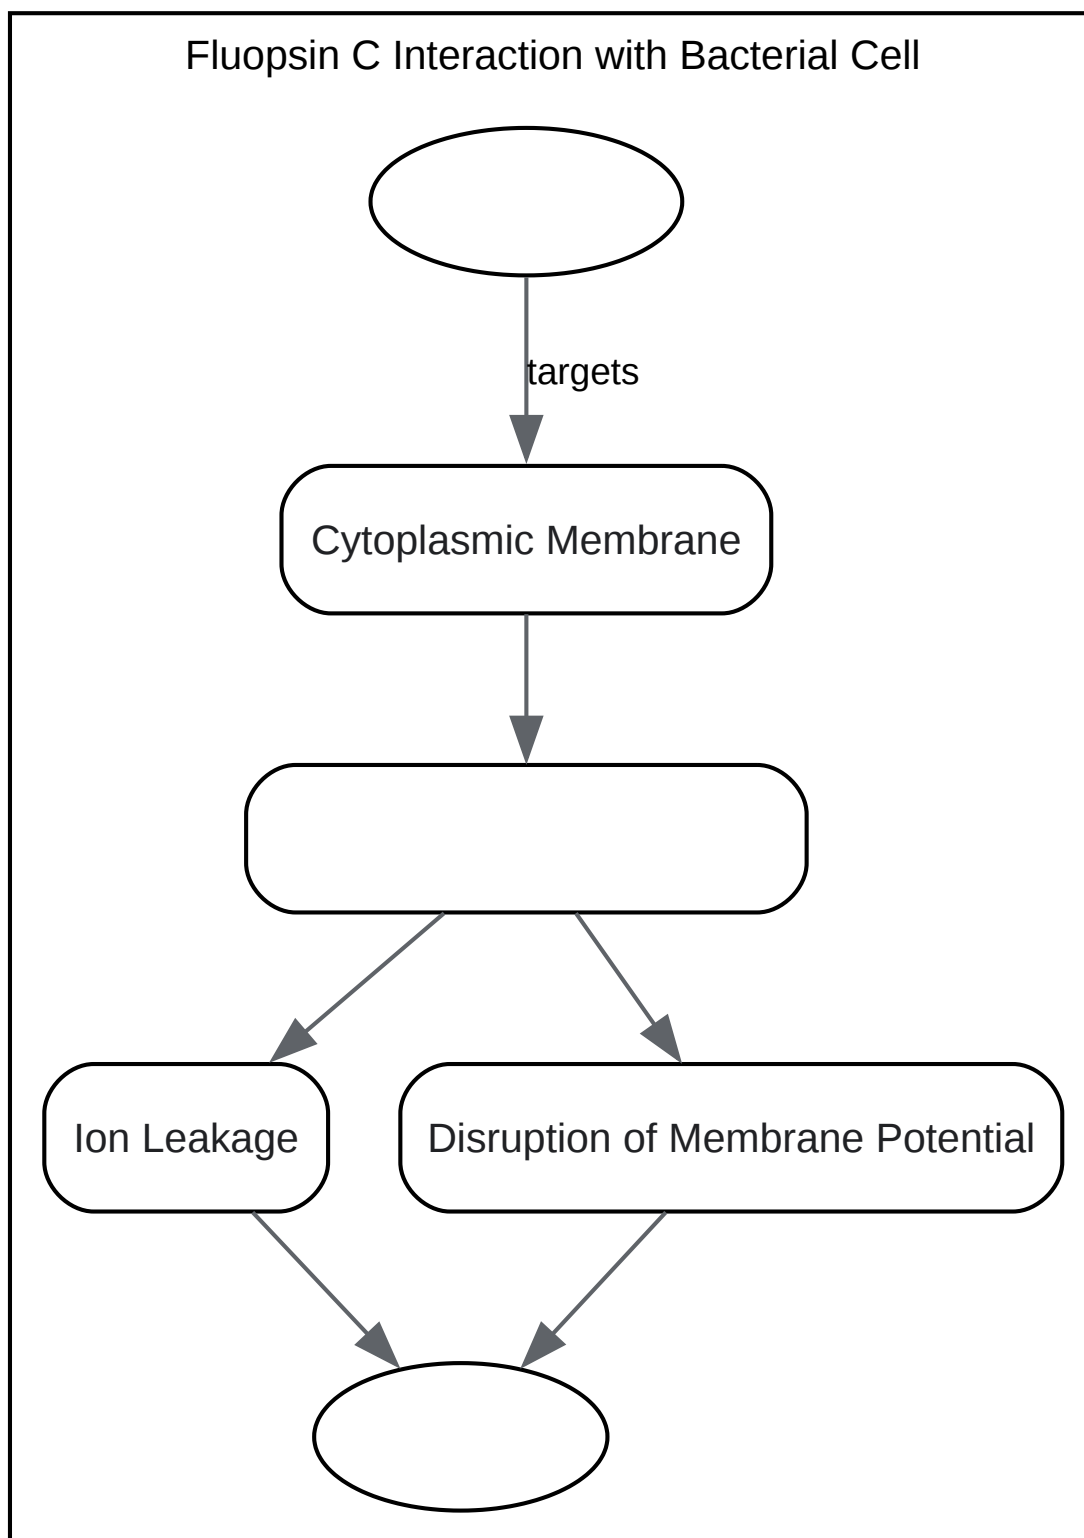 Fluopsin C Interaction with Bacterial Cell
targets
Cytoplasmic Membrane
Ion Leakage
Disruption of Membrane Potential